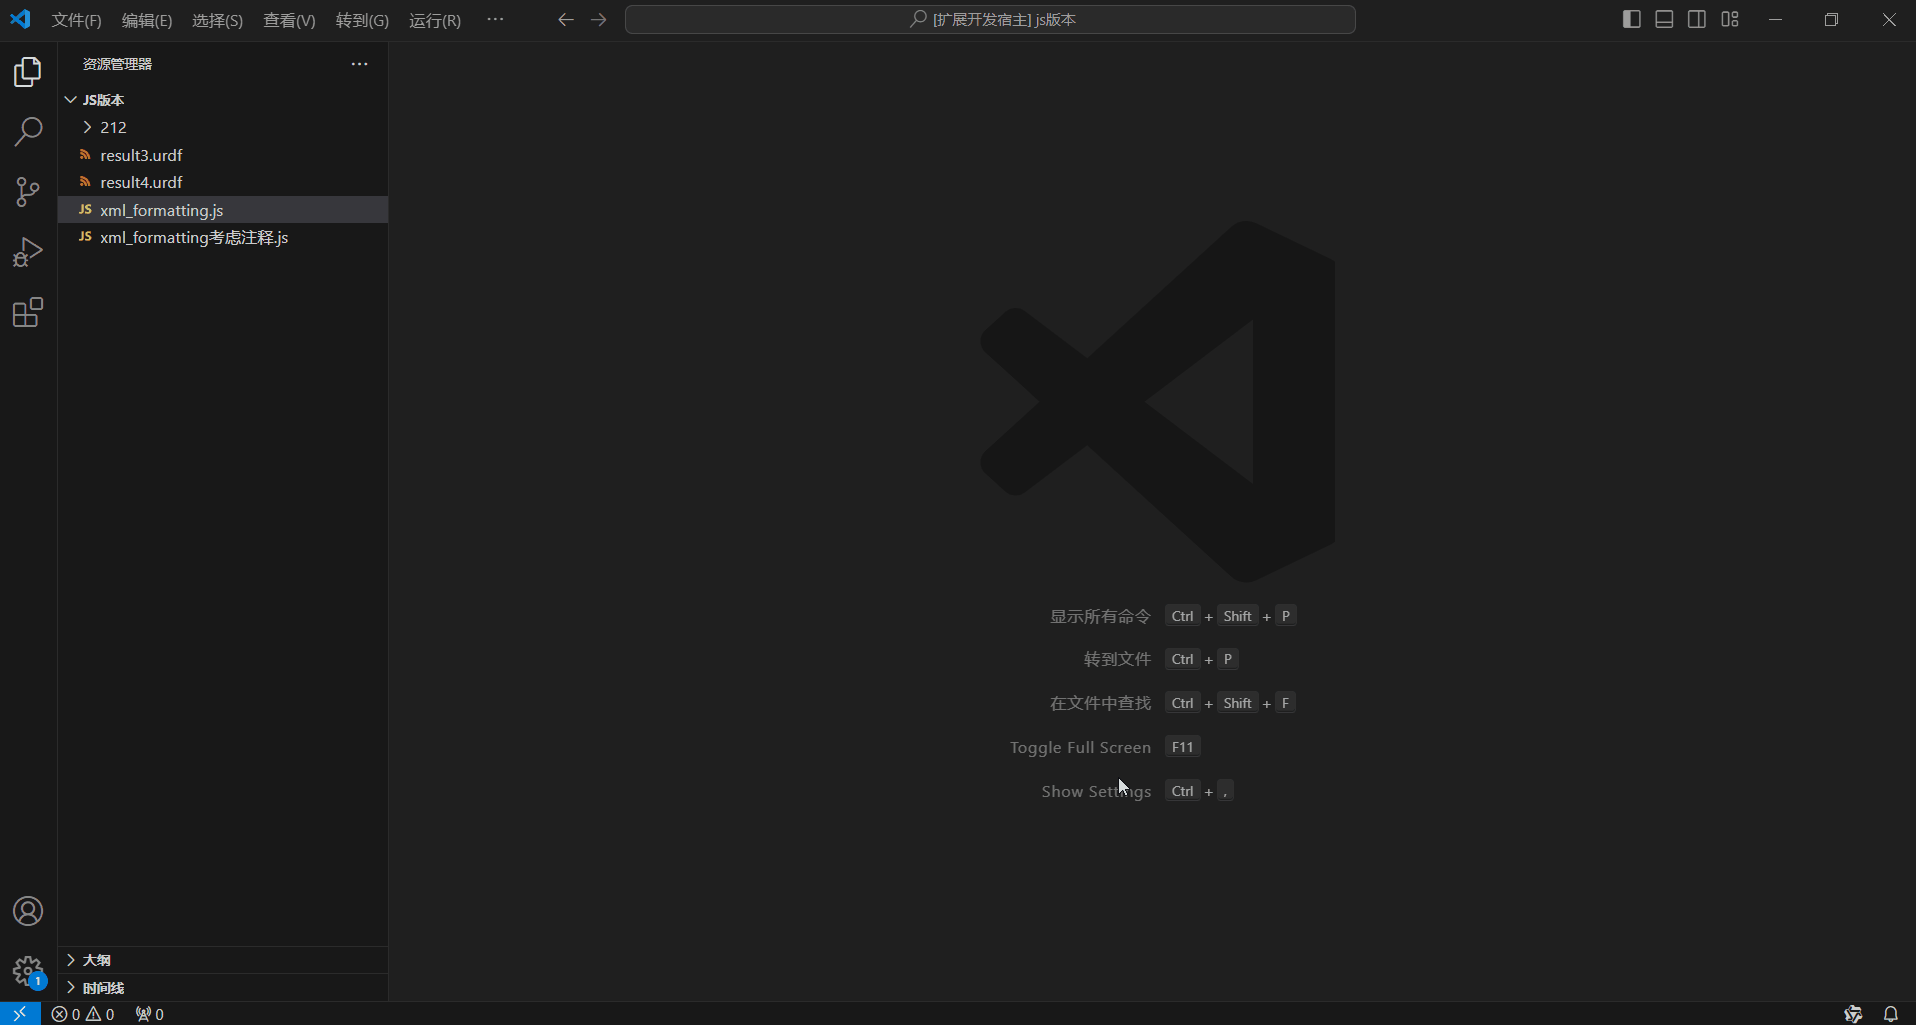 文件(F) 编辑(E) 选择(S) 查看(V) 转到(G) 运行(R) ··· [扩展开发宿主] js版本
资源管理器 ···
JS版本
212
result3.urdf
result4.urdf
JS xml_formatting.js
JS xml_formatting考虑注释.js
显示所有命令 Ctrl + Shift + P
转到文件 Ctrl + P
在文件中查找 Ctrl + Shift + F
Toggle Full Screen F11
Show Settings Ctrl + ,
大纲
1
时间线
0 0 0